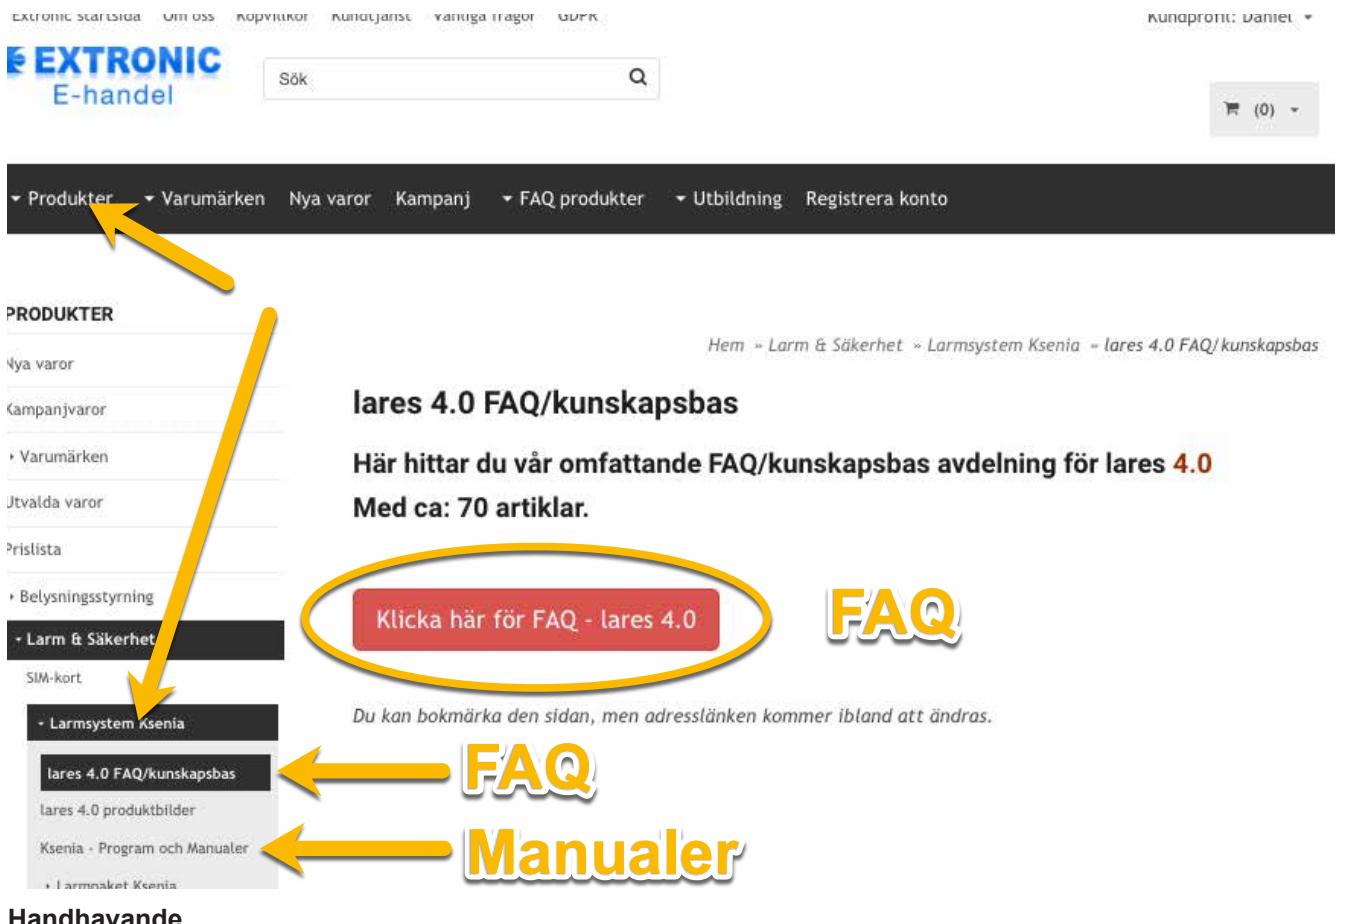 Extronic startsida Om oss Köpvillkor Kundtjänst Vanliga frågor GDPR
Kundprofil: Daniel
EXTRONIC
E-handel
Sök
(0)
Produkter Varumärken Nya varor Kampanj FAQ produkter Utbildning Registrera konto
PRODUKTER
Nya varor
Kampanjvaror
Varumärken
Utvalda varor
Prislista
Belysningsstyrning
Larm & Säkerhet
SIM-kort
Larmsystem Ksenia
lares 4.0 FAQ/kunskapsbas
lares 4.0 produktbilder
Ksenia - Program och Manualer
Larmpaket Ksenia
Hem » Larm & Säkerhet » Larmsystem Ksenia » lares 4.0 FAQ/kunskapsbas
lares 4.0 FAQ/kunskapsbas
Här hittar du vår omfattande FAQ/kunskapsbas avdelning för lares 4.0
Med ca: 70 artiklar.
Klicka här för FAQ - lares 4.0
FAQ
Du kan bokmärka den sidan, men adresslänken kommer ibland att ändras.
FAQ
Manualer
Handhavande